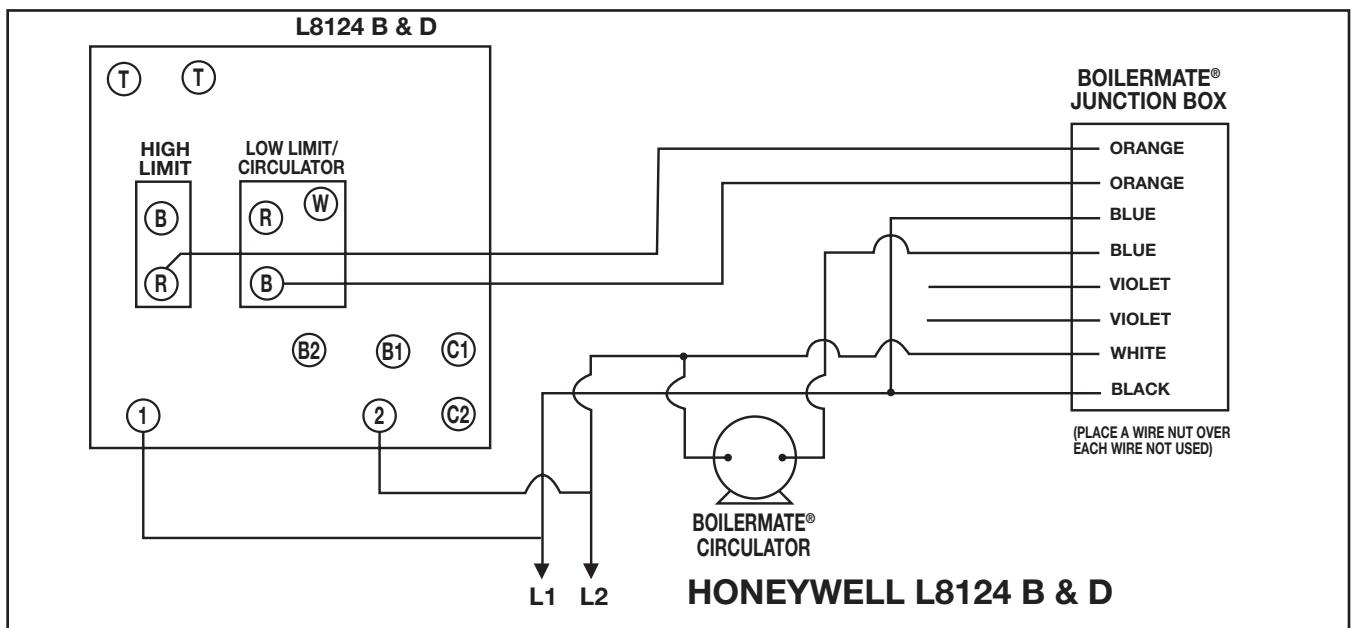 L8124 B & D
T T
HIGH
LIMIT
LOW LIMIT/
CIRCULATOR
B
R
R
W
B
B2 B1 C1
1 2 C2
BOILERMATE®
JUNCTION BOX
ORANGE
ORANGE
BLUE
BLUE
VIOLET
VIOLET
WHITE
BLACK
(PLACE A WIRE NUT OVER
EACH WIRE NOT USED)
BOILERMATE®
CIRCULATOR
L1 L2
HONEYWELL L8124 B & D